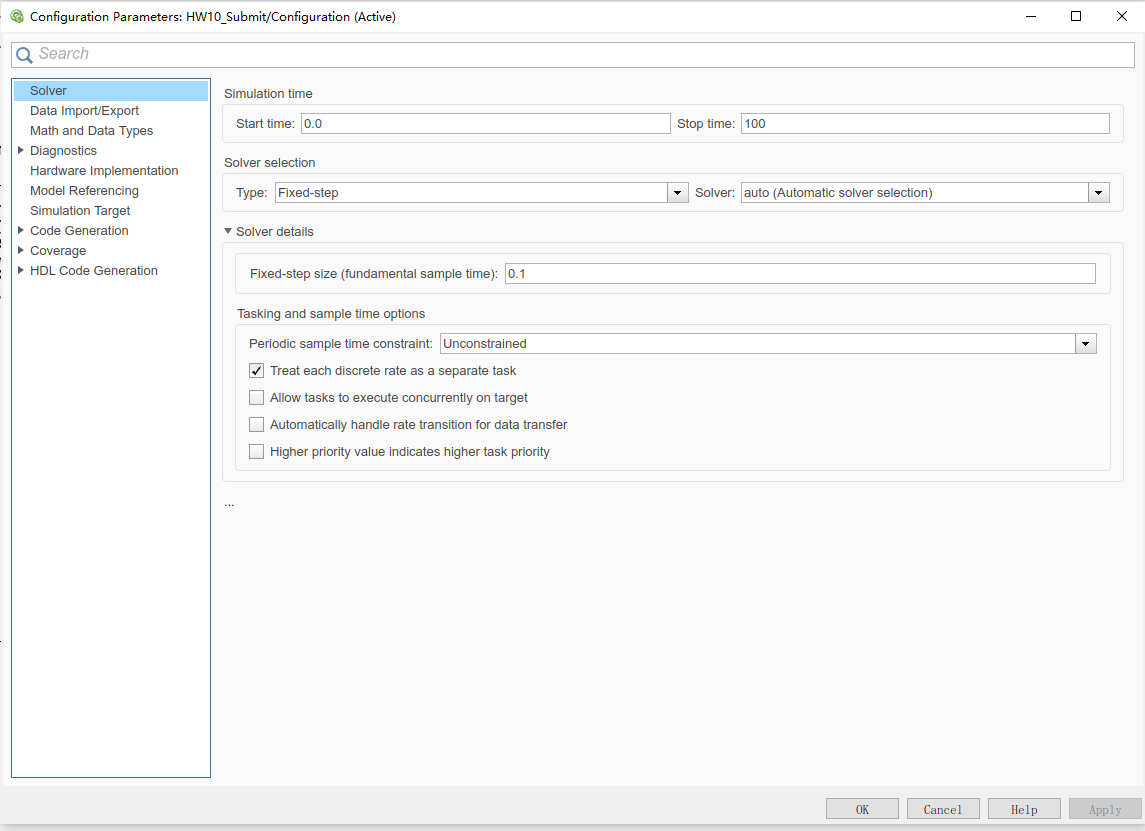 Configuration Parameters: HW10_Submit/Configuration (Active)
Search
Solver
Data Import/Export
Math and Data Types
Diagnostics
Hardware Implementation
Model Referencing
Simulation Target
Code Generation
Coverage
HDL Code Generation
Simulation time
Start time: 0.0 Stop time: 100
Solver selection
Type: Fixed-step Solver: auto (Automatic solver selection)
Solver details
Fixed-step size (fundamental sample time): 0.1
Tasking and sample time options
Periodic sample time constraint: Unconstrained
Treat each discrete rate as a separate task
Allow tasks to execute concurrently on target
Automatically handle rate transition for data transfer
Higher priority value indicates higher task priority
...
OK Cancel Help Apply